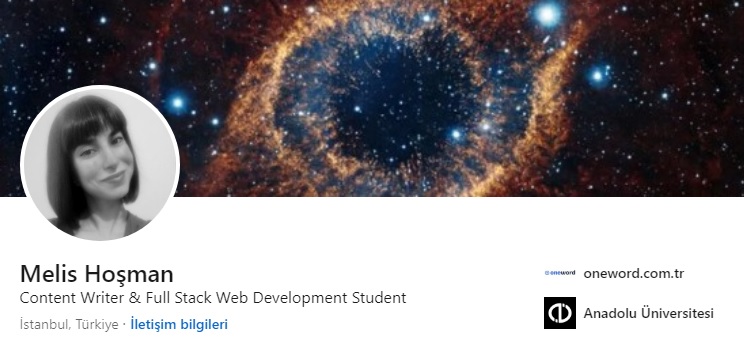 Melis Hoşman
Content Writer & Full Stack Web Development Student
İstanbul, Türkiye · İletişim bilgileri
oneword oneword.com.tr
Anadolu Üniversitesi